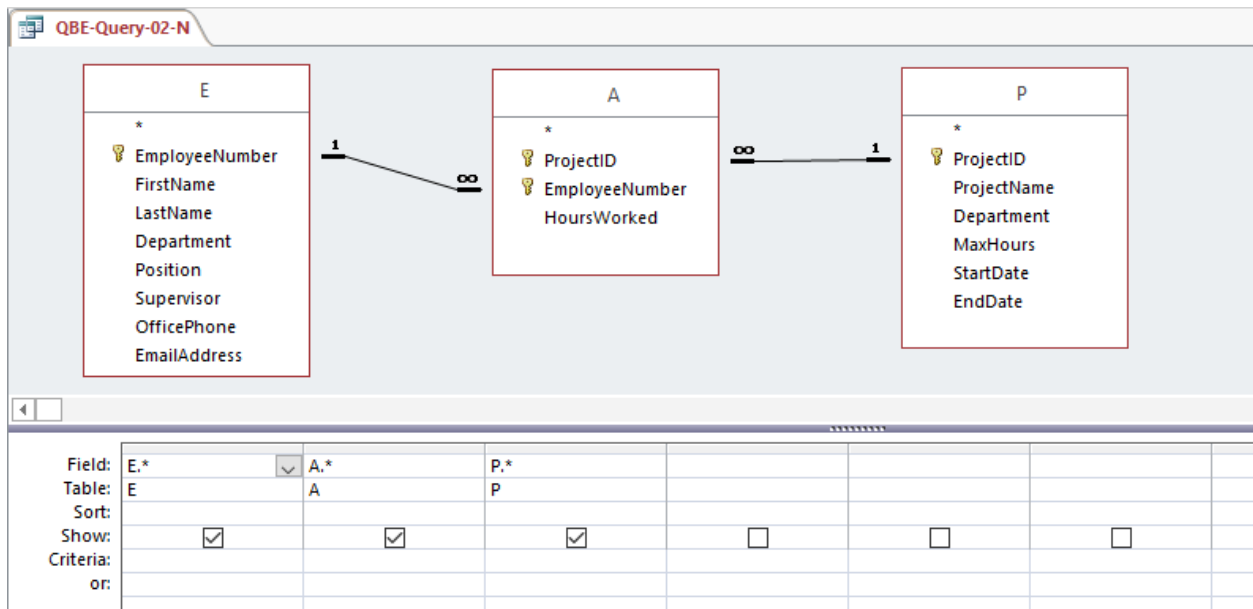 QBE-Query-02-N
E
*
EmployeeNumber
FirstName
LastName
Department
Position
Supervisor
OfficePhone
EmailAddress
1
∞
A
*
ProjectID
EmployeeNumber
HoursWorked
∞
1
P
*
ProjectID
ProjectName
Department
MaxHours
StartDate
EndDate
Field: E.* A.* P.*
Table: E A P
Sort:
Show:
Criteria:
or: